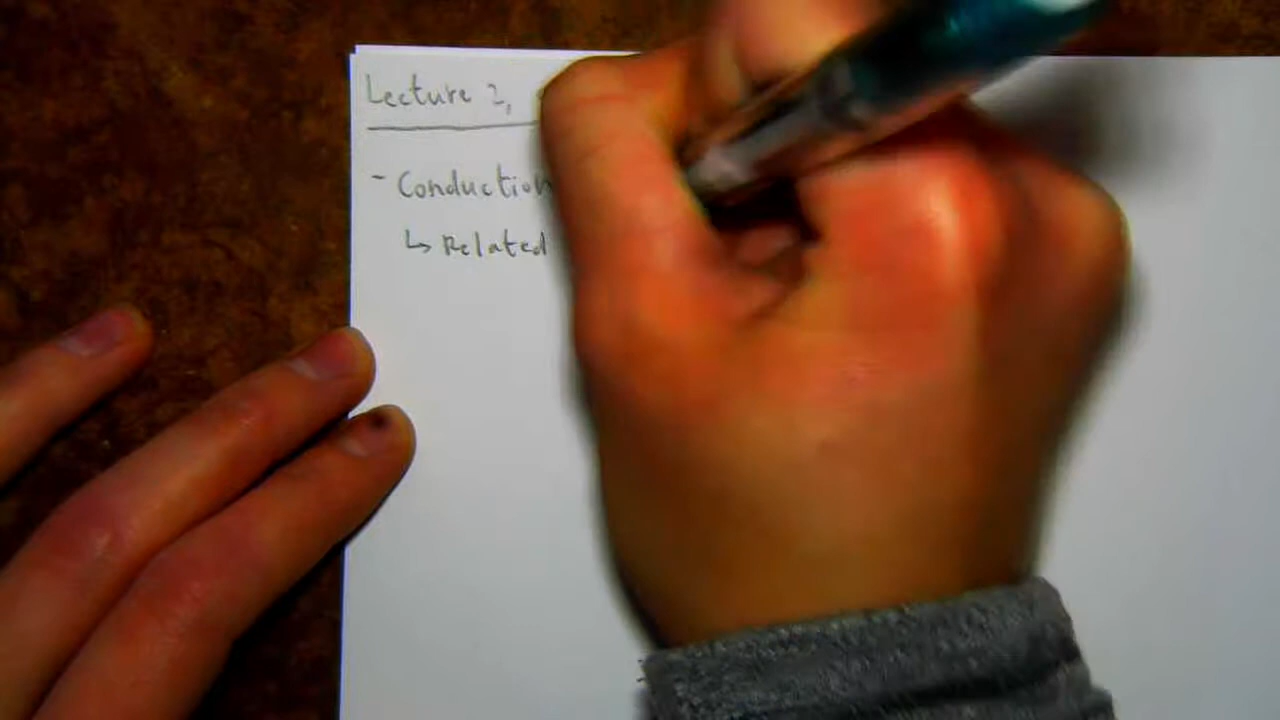 Lecture 2,
- Conduction
↳ Related